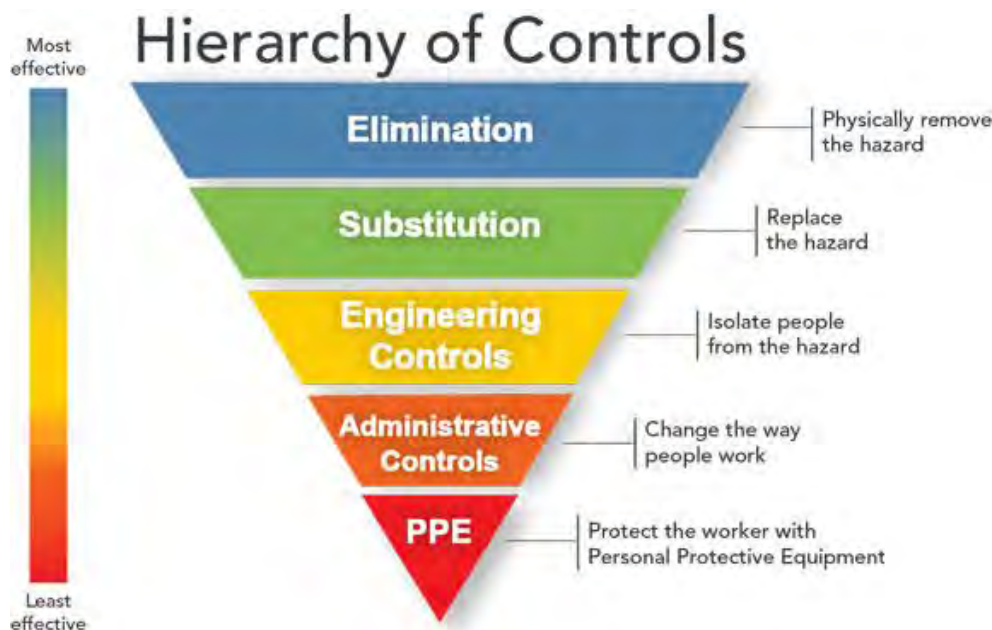 Hierarchy of Controls
Most
effective
Elimination
Physically remove
the hazard
Substitution
Replace
the hazard
Engineering
Controls
Isolate people
from the hazard
Administrative
Controls
Change the way
people work
PPE
Protect the worker with
Personal Protective Equipment
Least
effective